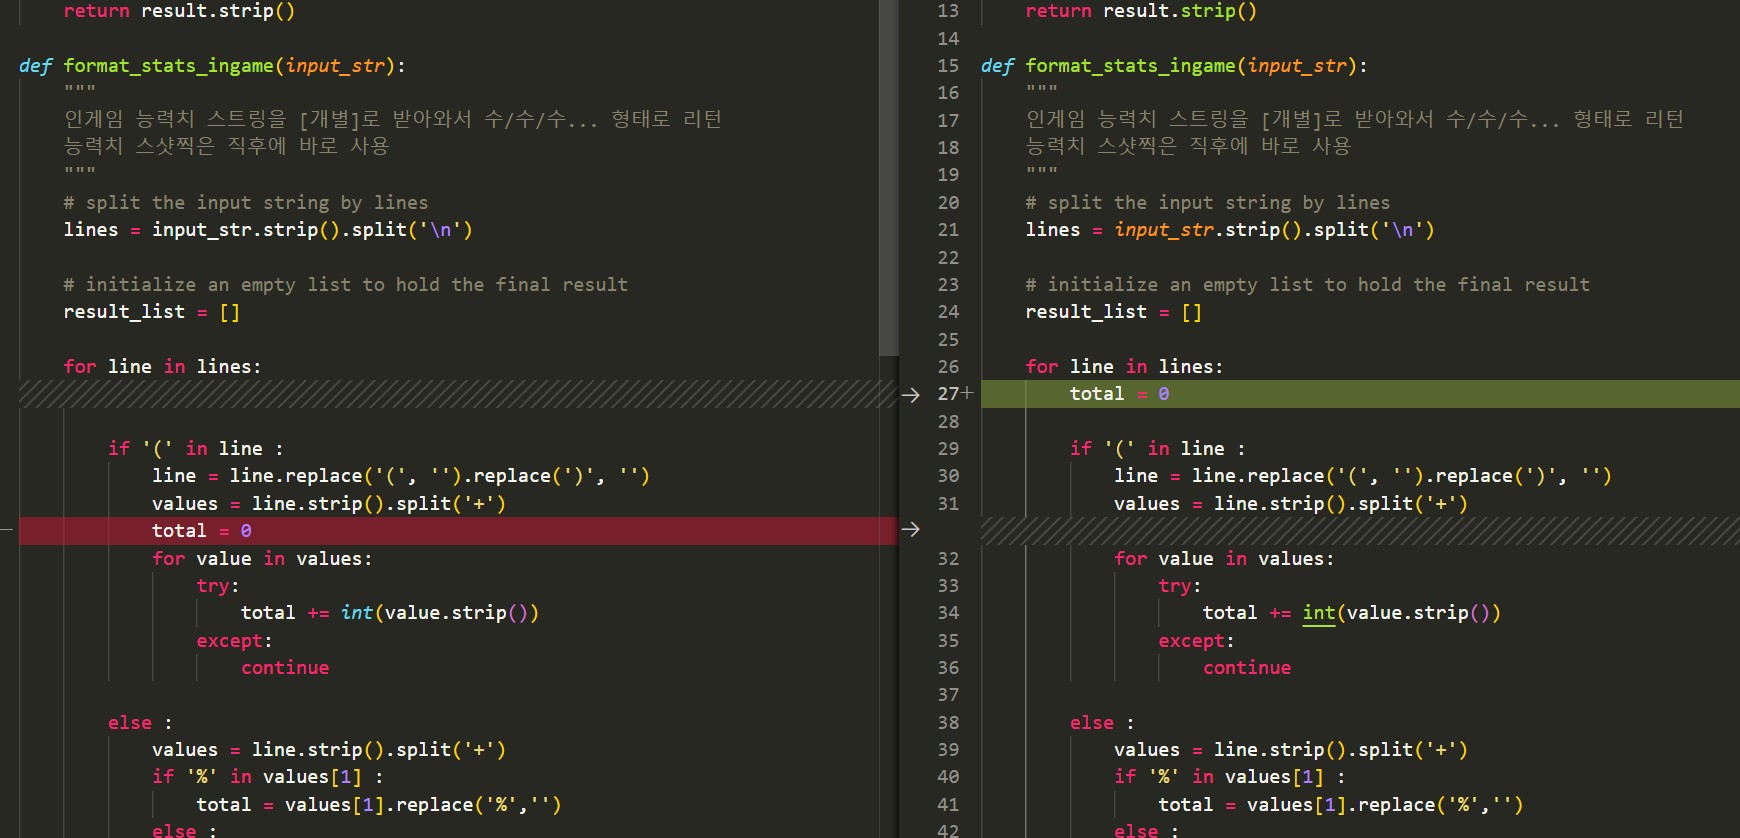 return result.strip()

def format_stats_ingame(input_str):
    """
    인게임 능력치 스트링을 [개별]로 받아와서 수/수/수... 형태로 리턴
    능력치 스샷찍은 직후에 바로 사용
    """
    # split the input string by lines
    lines = input_str.strip().split('\n')

    # initialize an empty list to hold the final result
    result_list = []

    for line in lines:

        if '(' in line :
            line = line.replace('(', '').replace(')', '')
            values = line.strip().split('+')
—            total = 0
            for value in values:
                try:
                    total += int(value.strip())
                except:
                    continue

        else :
            values = line.strip().split('+')
            if '%' in values[1] :
                total = values[1].replace('%','')
            else :
13     return result.strip()
14
15 def format_stats_ingame(input_str):
16     """
17     인게임 능력치 스트링을 [개별]로 받아와서 수/수/수... 형태로 리턴
18     능력치 스샷찍은 직후에 바로 사용
19     """
20     # split the input string by lines
21     lines = input_str.strip().split('\n')
22
23     # initialize an empty list to hold the final result
24     result_list = []
25
26     for line in lines:
→ 27+         total = 0
28
29         if '(' in line :
30             line = line.replace('(', '').replace(')', '')
31             values = line.strip().split('+')
→
32             for value in values:
33                 try:
34                     total += int(value.strip())
35                 except:
36                     continue
37
38         else :
39             values = line.strip().split('+')
40             if '%' in values[1] :
41                 total = values[1].replace('%','')
42             else :